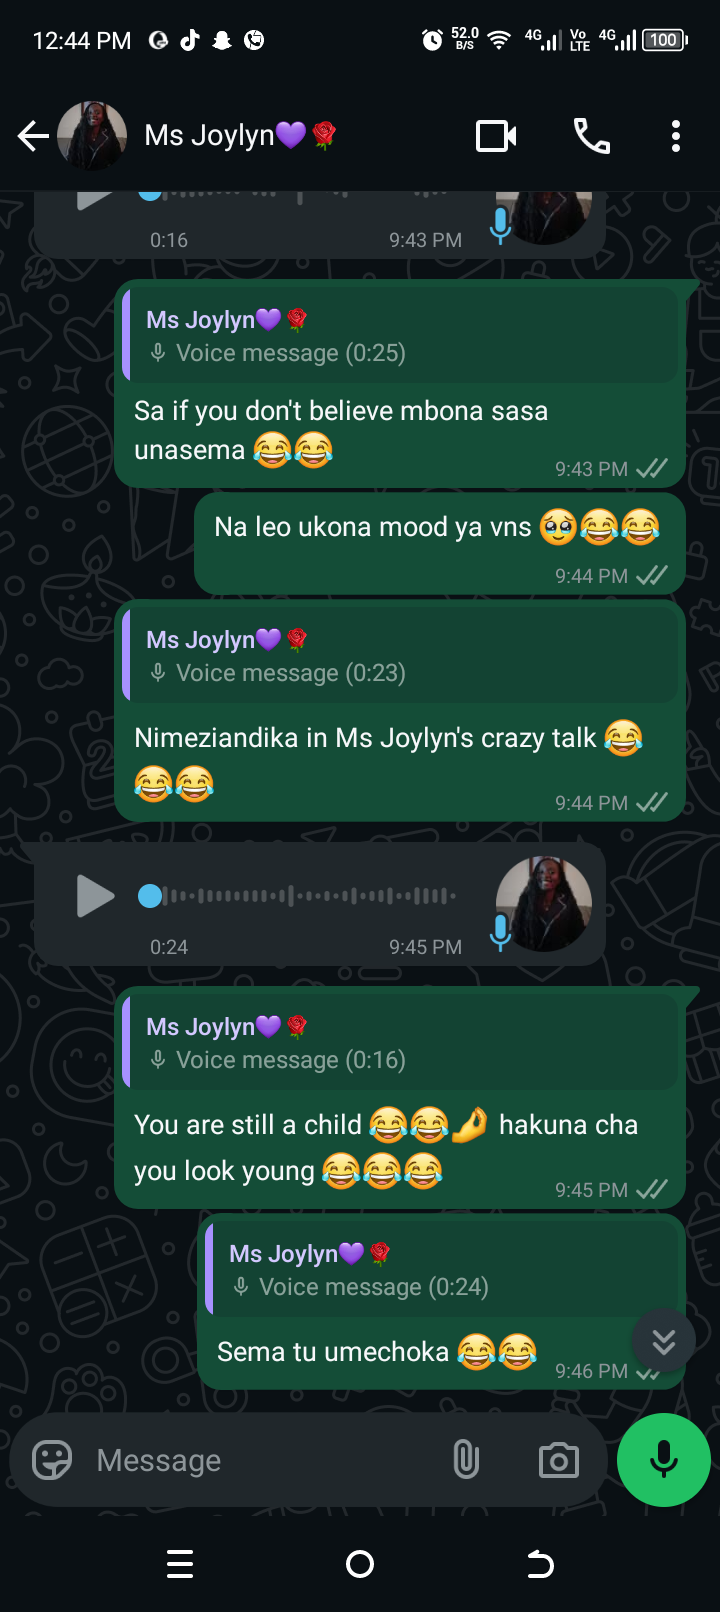 12:44 PM 52.0 B/S 4G Vo LTE 4G 100
Ms Joylyn💜🌹
0:16 9:43 PM
Ms Joylyn💜🌹
Voice message (0:25)
Sa if you don't believe mbona sasa
unasema 😂😂
9:43 PM
Na leo ukona mood ya vns 🥹😂😂
9:44 PM
Ms Joylyn💜🌹
Voice message (0:23)
Nimeziandika in Ms Joylyn's crazy talk 😂
😂😂
9:44 PM
0:24 9:45 PM
Ms Joylyn💜🌹
Voice message (0:16)
You are still a child 😂😂🤌 hakuna cha
you look young 😂😂😂
9:45 PM
Ms Joylyn💜🌹
Voice message (0:24)
Sema tu umechoka 😂😂
9:46 PM
Message